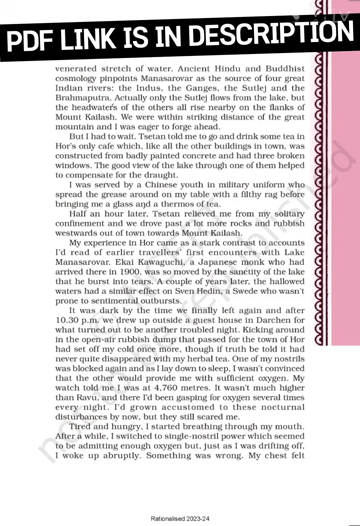 PDF LINK IS IN DESCRIPTION
venerated stretch of water. Ancient Hindu and Buddhist
cosmology pinpoints Manasarovar as the source of four great
Indian rivers: the Indus, the Ganges, the Sutlej and the
Brahmaputra. Actually only the Sutlej flows from the lake, but
the headwaters of the others all rise nearby on the flanks of
Mount Kailash. We were within striking distance of the great
mountain and I was eager to forge ahead.
But I had to wait. Tsetan told me to go and drink some tea in
Hor's only cafe which, like all the other buildings in town, was
constructed from badly painted concrete and had three broken
windows. The good view of the lake through one of them helped
to compensate for the draught.
I was served by a Chinese youth in military uniform who
spread the grease around on my table with a filthy rag before
bringing me a glass and a thermos of tea.
Half an hour later, Tsetan relieved me from my solitary
confinement and we drove past a lot more rocks and rubbish
westwards out of town towards Mount Kailash.
My experience in Hor came as a stark contrast to accounts
I'd read of earlier travellers' first encounters with Lake
Manasarovar. Ekai Kawaguchi, a Japanese monk who had
arrived there in 1900, was so moved by the sanctity of the lake
that he burst into tears. A couple of years later, the hallowed
waters had a similar effect on Sven Hedin, a Swede who wasn't
prone to sentimental outbursts.
It was dark by the time we finally left again and after
10.30 p.m. we drew up outside a guest house in Darchen for
what turned out to be another troubled night. Kicking around
in the open-air rubbish dump that passed for the town of Hor
had set off my cold once more, though if truth be told it had
never quite disappeared with my herbal tea. One of my nostrils
was blocked again and as I lay down to sleep, I wasn't convinced
that the other would provide me with sufficient oxygen. My
watch told me I was at 4,760 metres. It wasn't much higher
than Ravu, and there I'd been gasping for oxygen several times
every night. I'd grown accustomed to these nocturnal
disturbances by now, but they still scared me.
Tired and hungry, I started breathing through my mouth.
After a while, I switched to single-nostril power which seemed
to be admitting enough oxygen but, just as I was drifting off,
I woke up abruptly. Something was wrong. My chest felt
Rationalised 2023-24